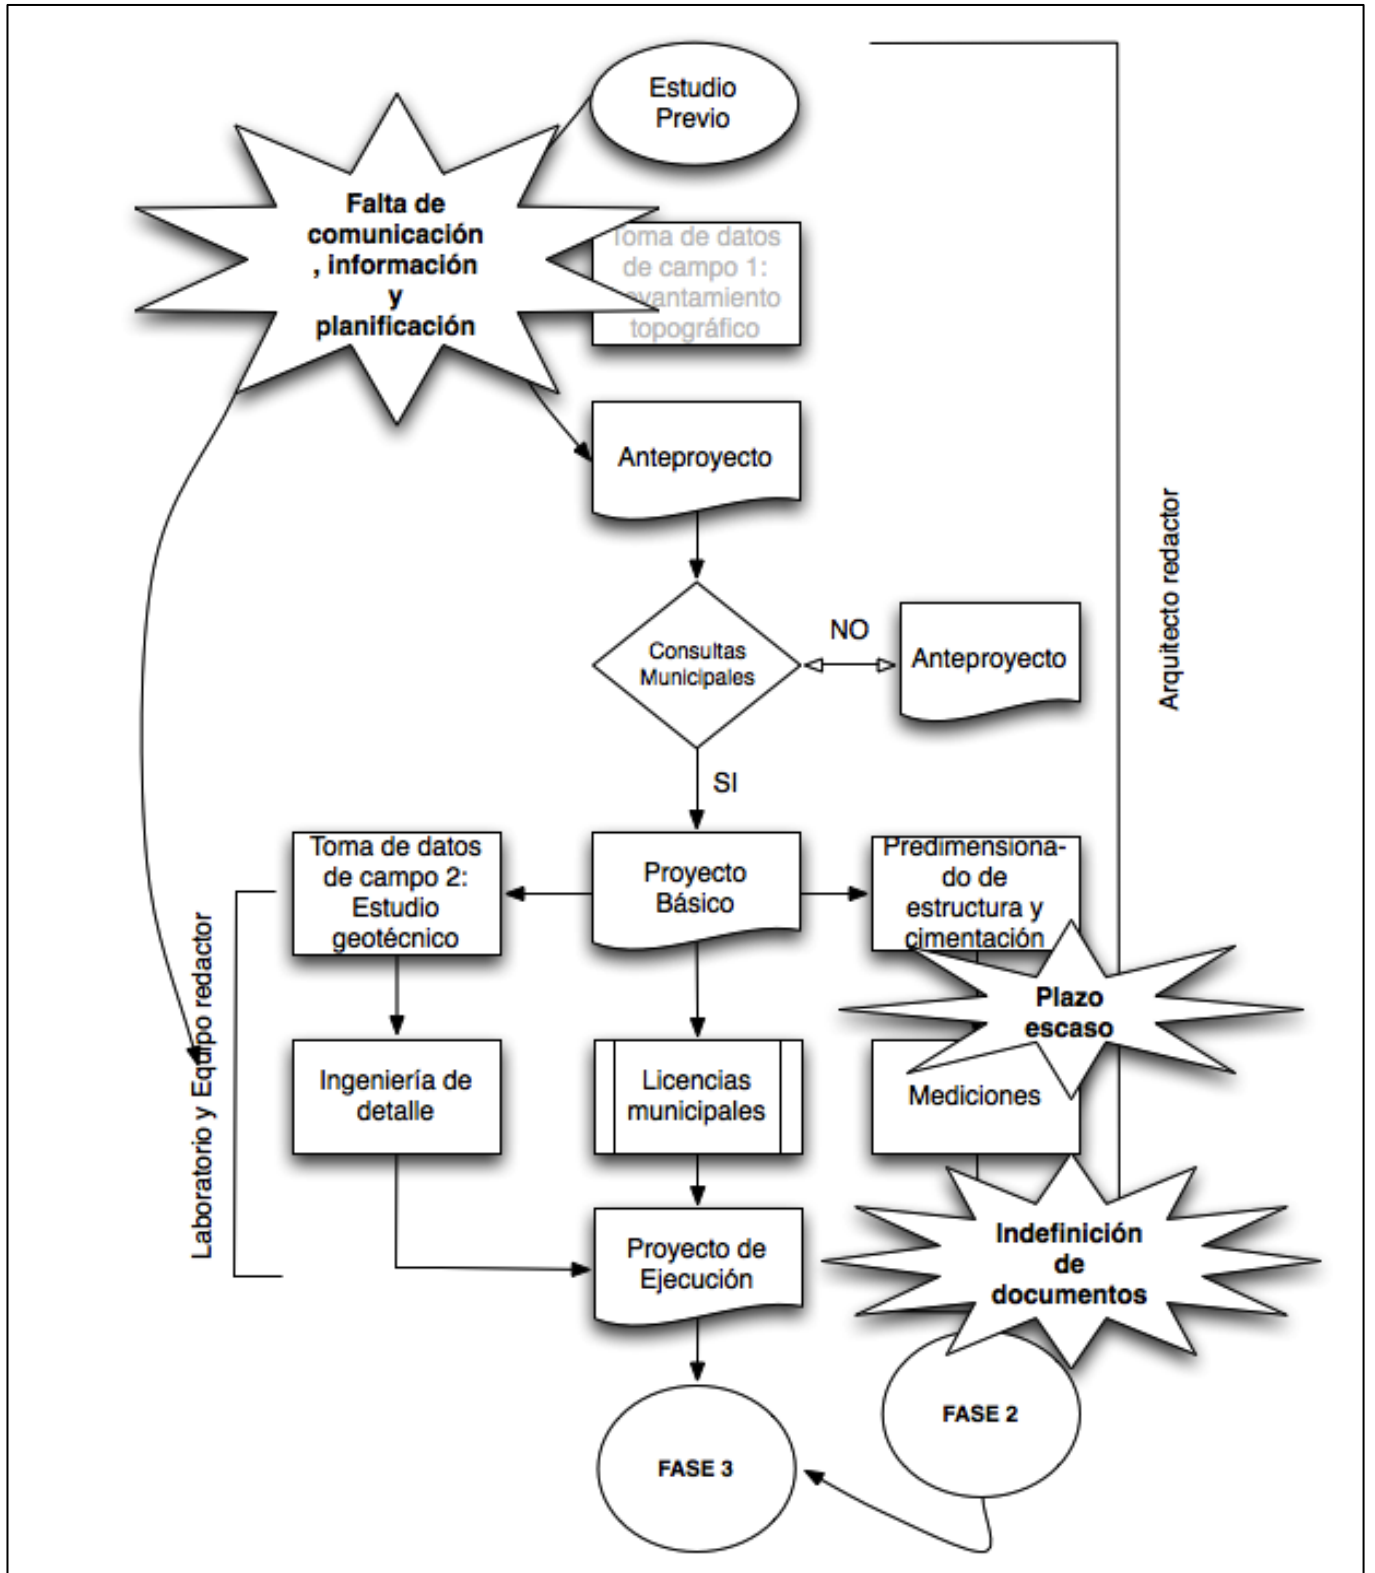 Estudio
Previo
Falta de
comunicación
, información
y
planificación
Toma de datos
de campo 1:
topográfico
Anteproyecto
Arquitecto redactor
Consultas
Municipales
NO
Anteproyecto
SI
Toma de datos
de campo 2:
Estudio
geotécnico
Proyecto
Básico
Predimensiona-
do de
estructura y
cimentación
Laboratorio y Equipo redactor
Plazo
escaso
Ingeniería de
detalle
Licencias
municipales
Mediciones
Proyecto de
Ejecución
Indefinición
de
documentos
FASE 2
FASE 3